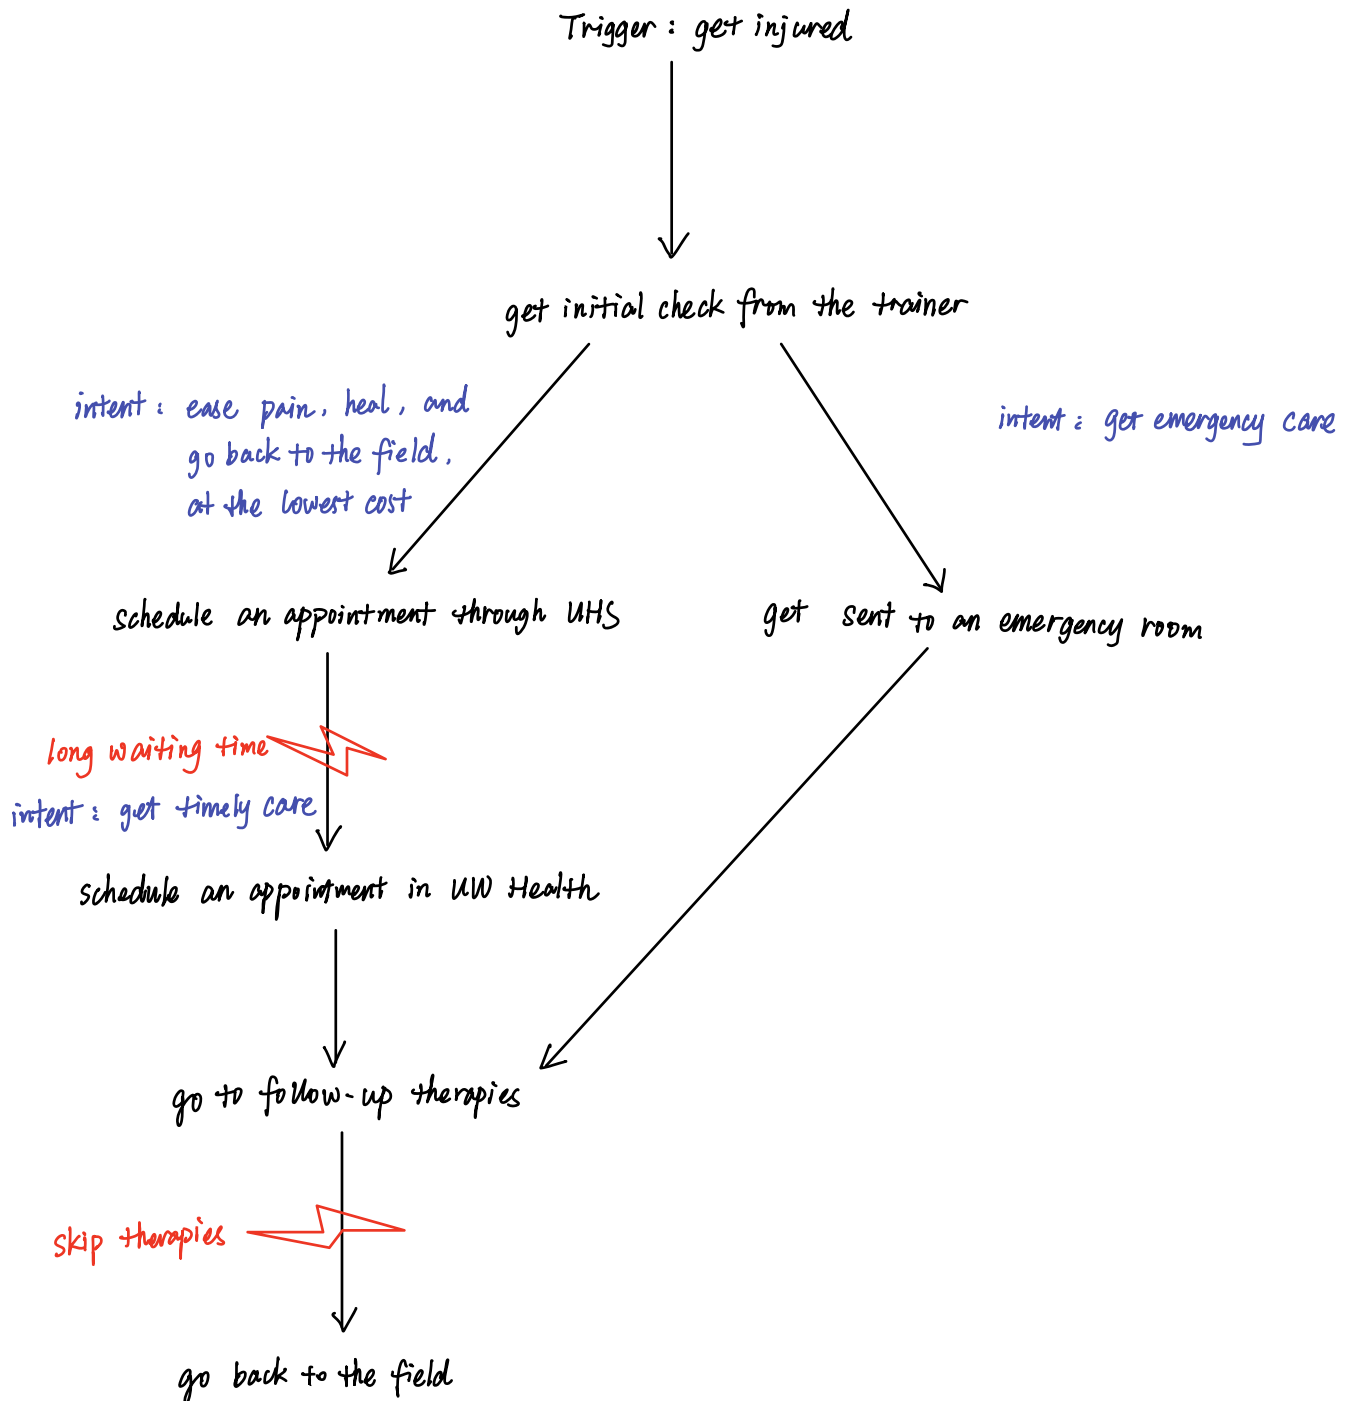 Trigger : get injured
get initial check from the trainer
intent : ease pain, heal, and
go back to the field,
at the lowest cost
intent : get emergency care
schedule an appointment through UHS
get sent to an emergency room
long waiting time
intent : get timely care
schedule an appointment in UW Health
go to follow-up therapies
skip therapies
go back to the field